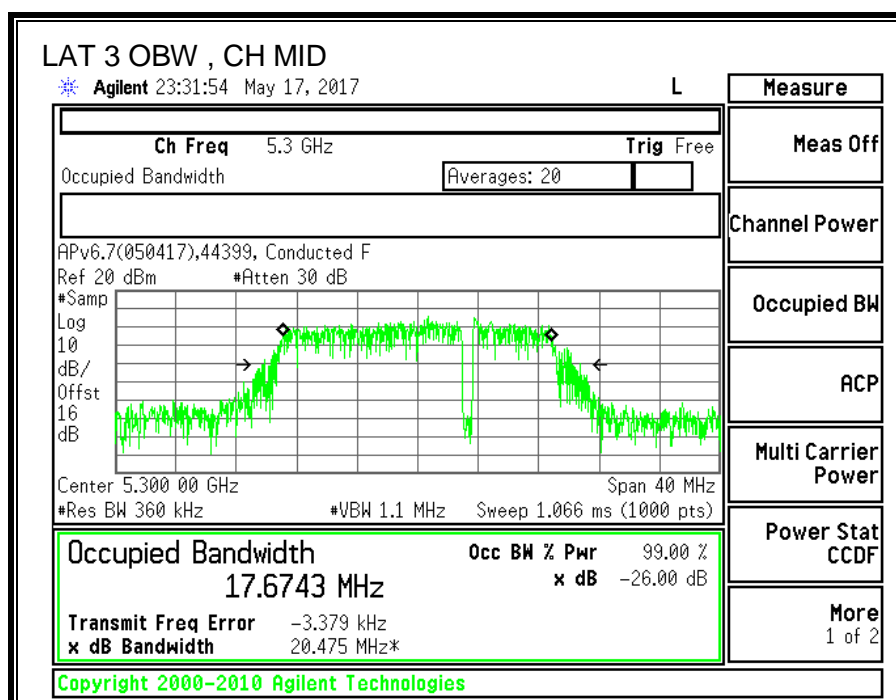 LAT 3 OBW , CH MID
Agilent 23:31:54 May 17, 2017 L
Measure
Ch Freq 5.3 GHz Trig Free
Meas Off
Occupied Bandwidth Averages: 20
Channel Power
APv6.7(050417),44399, Conducted F
Ref 20 dBm #Atten 30 dB
#Samp
Log
10
dB/
Offst
16
dB
Occupied BW
ACP
Multi Carrier
Power
Center 5.300 00 GHz Span 40 MHz
#Res BW 360 kHz #VBW 1.1 MHz Sweep 1.066 ms (1000 pts)
Power Stat
CCDF
Occupied Bandwidth Occ BW % Pwr 99.00 %
17.6743 MHz x dB -26.00 dB
Transmit Freq Error -3.379 kHz
x dB Bandwidth 20.475 MHz*
More
1 of 2
Copyright 2000-2010 Agilent Technologies